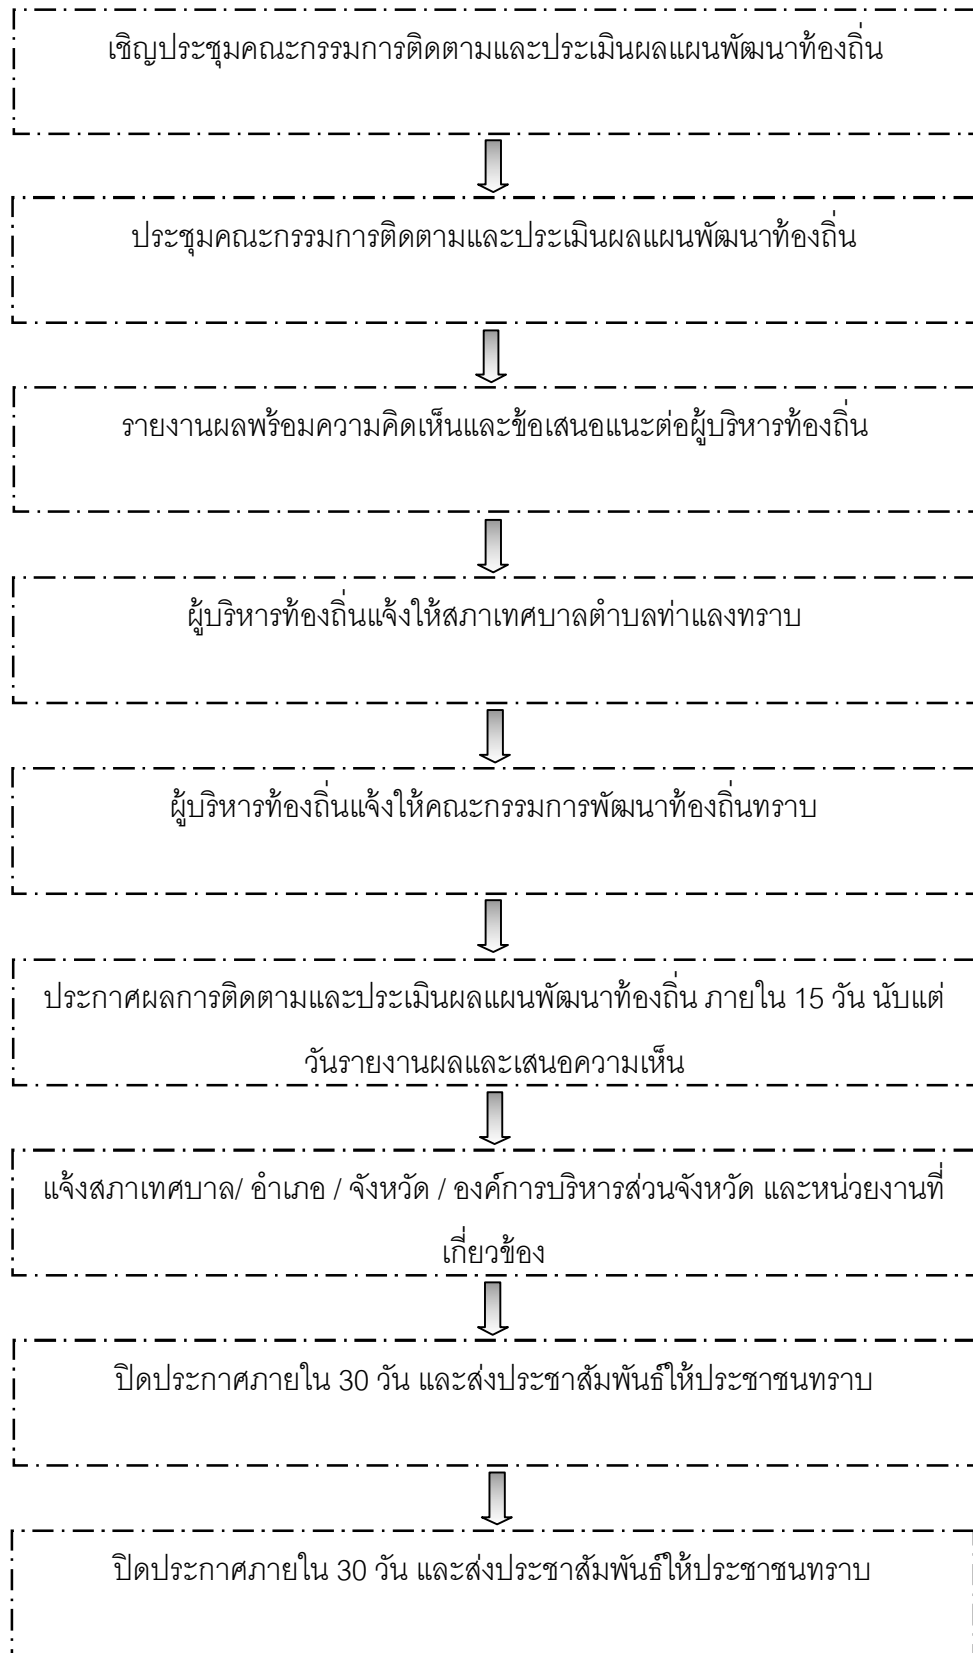 เชิญประชุมคณะกรรมการติดตามและประเมินผลแผนพัฒนาท้องถิ่น
ประชุมคณะกรรมการติดตามและประเมินผลแผนพัฒนาท้องถิ่น
รายงานผลพร้อมความคิดเห็นและข้อเสนอแนะต่อผู้บริหารท้องถิ่น
ผู้บริหารท้องถิ่นแจ้งให้สภาเทศบาลตำบลท่าแลงทราบ
ผู้บริหารท้องถิ่นแจ้งให้คณะกรรมการพัฒนาท้องถิ่นทราบ
ประกาศผลการติดตามและประเมินผลแผนพัฒนาท้องถิ่น ภายใน 15 วัน นับแต่
วันรายงานผลและเสนอความเห็น
แจ้งสภาเทศบาล/ อำเภอ / จังหวัด / องค์การบริหารส่วนจังหวัด และหน่วยงานที่
เกี่ยวข้อง
ปิดประกาศภายใน 30 วัน และส่งประชาสัมพันธ์ให้ประชาชนทราบ
ปิดประกาศภายใน 30 วัน และส่งประชาสัมพันธ์ให้ประชาชนทราบ